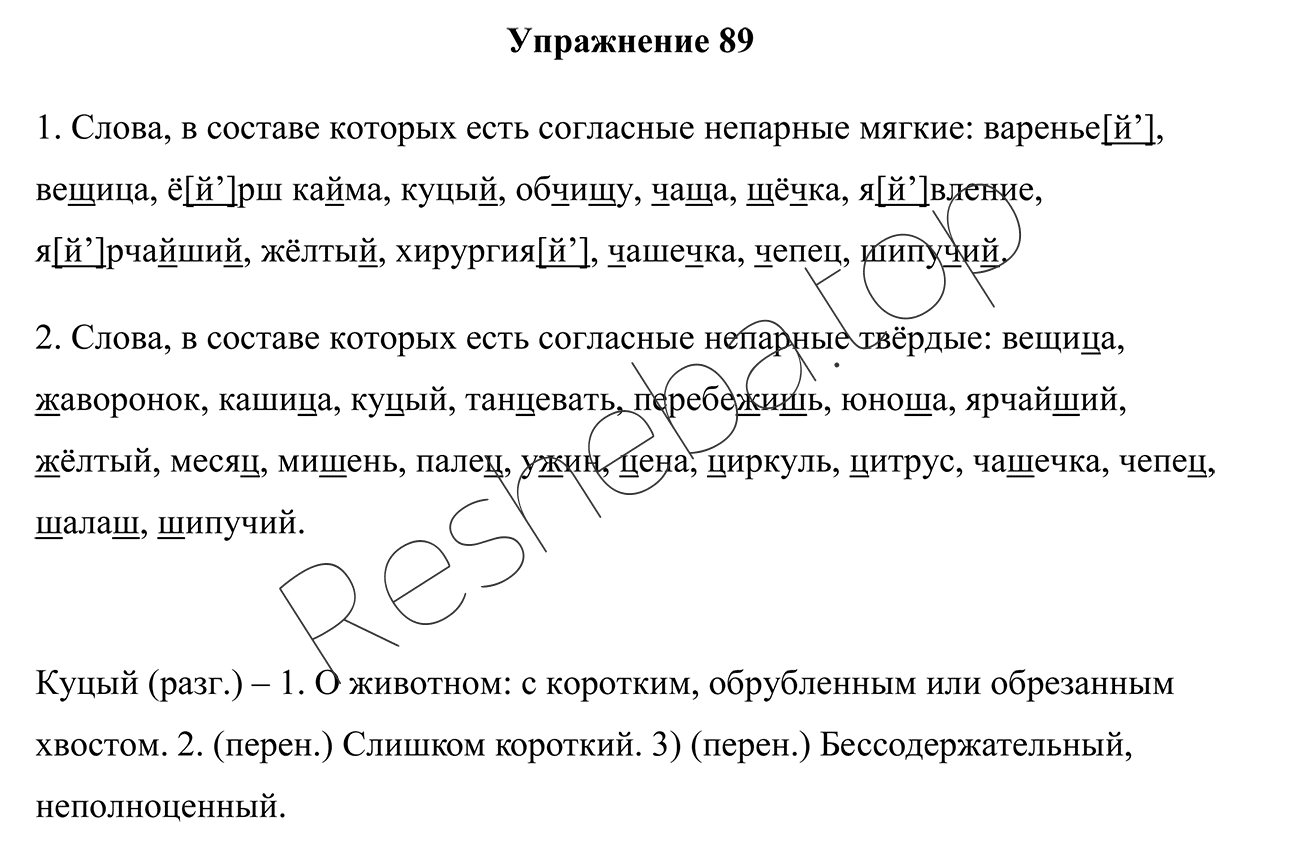 Упражнение 89
1. Слова, в составе которых есть согласные непарные мягкие: варенье[й’],
вещица, ё[й’]рш кайма, куцый, обчищу, чаща, щёчка, я[й’]вление,
я[й’]рчайший, жёлтый, хирургия[й’], чашечка, чепец, шипучий.
2. Слова, в составе которых есть согласные непарные твёрдые: вещица,
жаворонок, кашица, куцый, танцевать, перебежишь, юноша, ярчайший,
жёлтый, месяц, мишень, палец, ужин, цена, циркуль, цитрус, чашечка, чепец,
шалаш, шипучий.
Resheba.top
Куцый (разг.) – 1. О животном: с коротким, обрубленным или обрезанным
хвостом. 2. (перен.) Слишком короткий. 3) (перен.) Бессодержательный,
неполноценный.